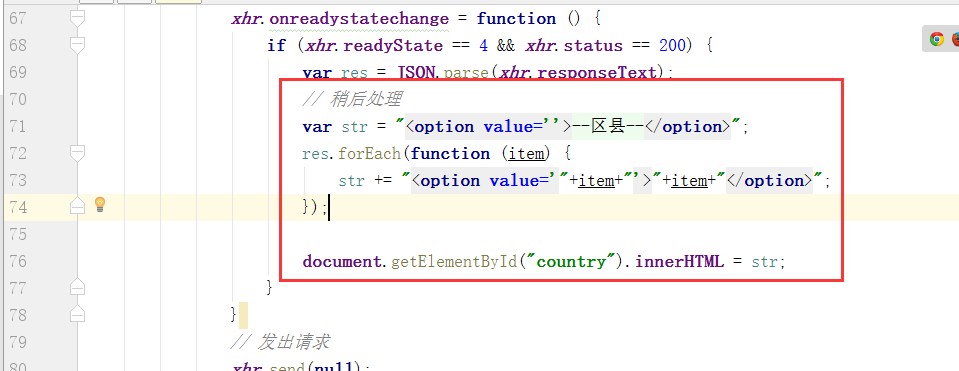 67 xhr.onreadystatechange = function () {
68 if (xhr.readyState == 4 && xhr.status == 200) {
69 var res = JSON.parse(xhr.responseText);
70 // 稍后处理
71 var str = "<option value=''>--区县--</option>";
72 res.forEach(function (item) {
73 str += "<option value='"+item+"'>"+item+"</option>";
74 });
75
76 document.getElementById("country").innerHTML = str;
77 }
78 }
79 // 发出请求
80 xhr.send(null);